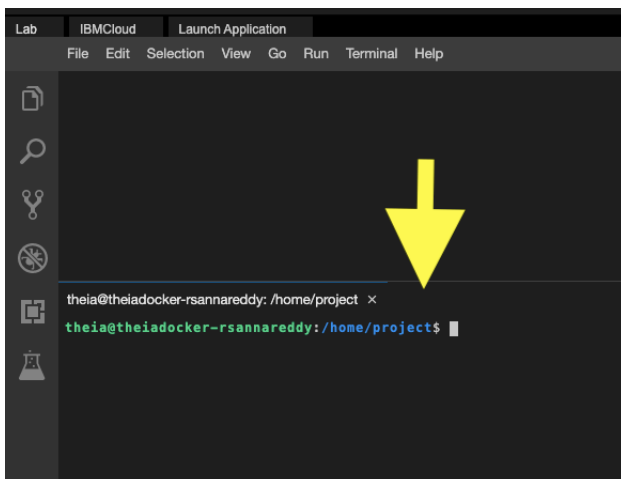 Lab IBMCloud Launch Application
File Edit Selection View Go Run Terminal Help
theia@theiadocker-rsannareddy: /home/project ×
theia@theiadocker-rsannareddy:/home/project$